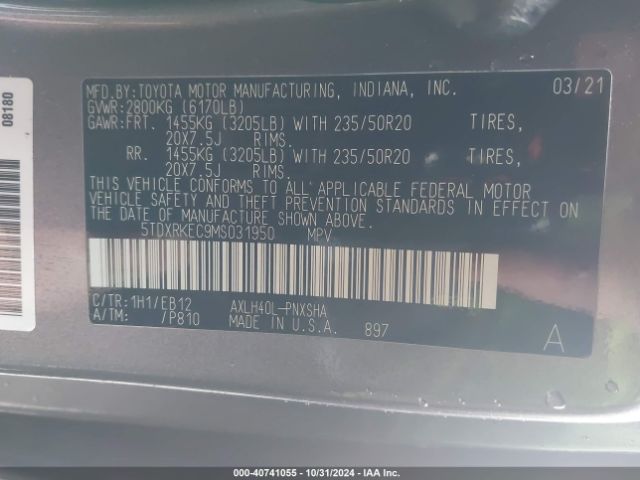 MFD.BY:TOYOTA MOTOR MANUFACTURING, INDIANA, INC. 03/21
GVWR:2800KG (6170LB)
GAWR:FRT. 1455KG (3205LB) WITH 235/50R20 TIRES,
20X7.5J RIMS.
RR. 1455KG (3205LB) WITH 235/50R20 TIRES,
20X7.5J RIMS.
THIS VEHICLE CONFORMS TO ALL APPLICABLE FEDERAL MOTOR
VEHICLE SAFETY AND THEFT PREVENTION STANDARDS IN EFFECT ON
THE DATE OF MANUFACTURE SHOWN ABOVE.
5TDXRKEC9MS031950 MPV
C/TR:1H1/EB12 AXLH40L-PNXSHA
A/TM: /P810 MADE IN U.S.A. 897 A
08180
AXX-40741055 | 10/31/2024 | IAA Inc.